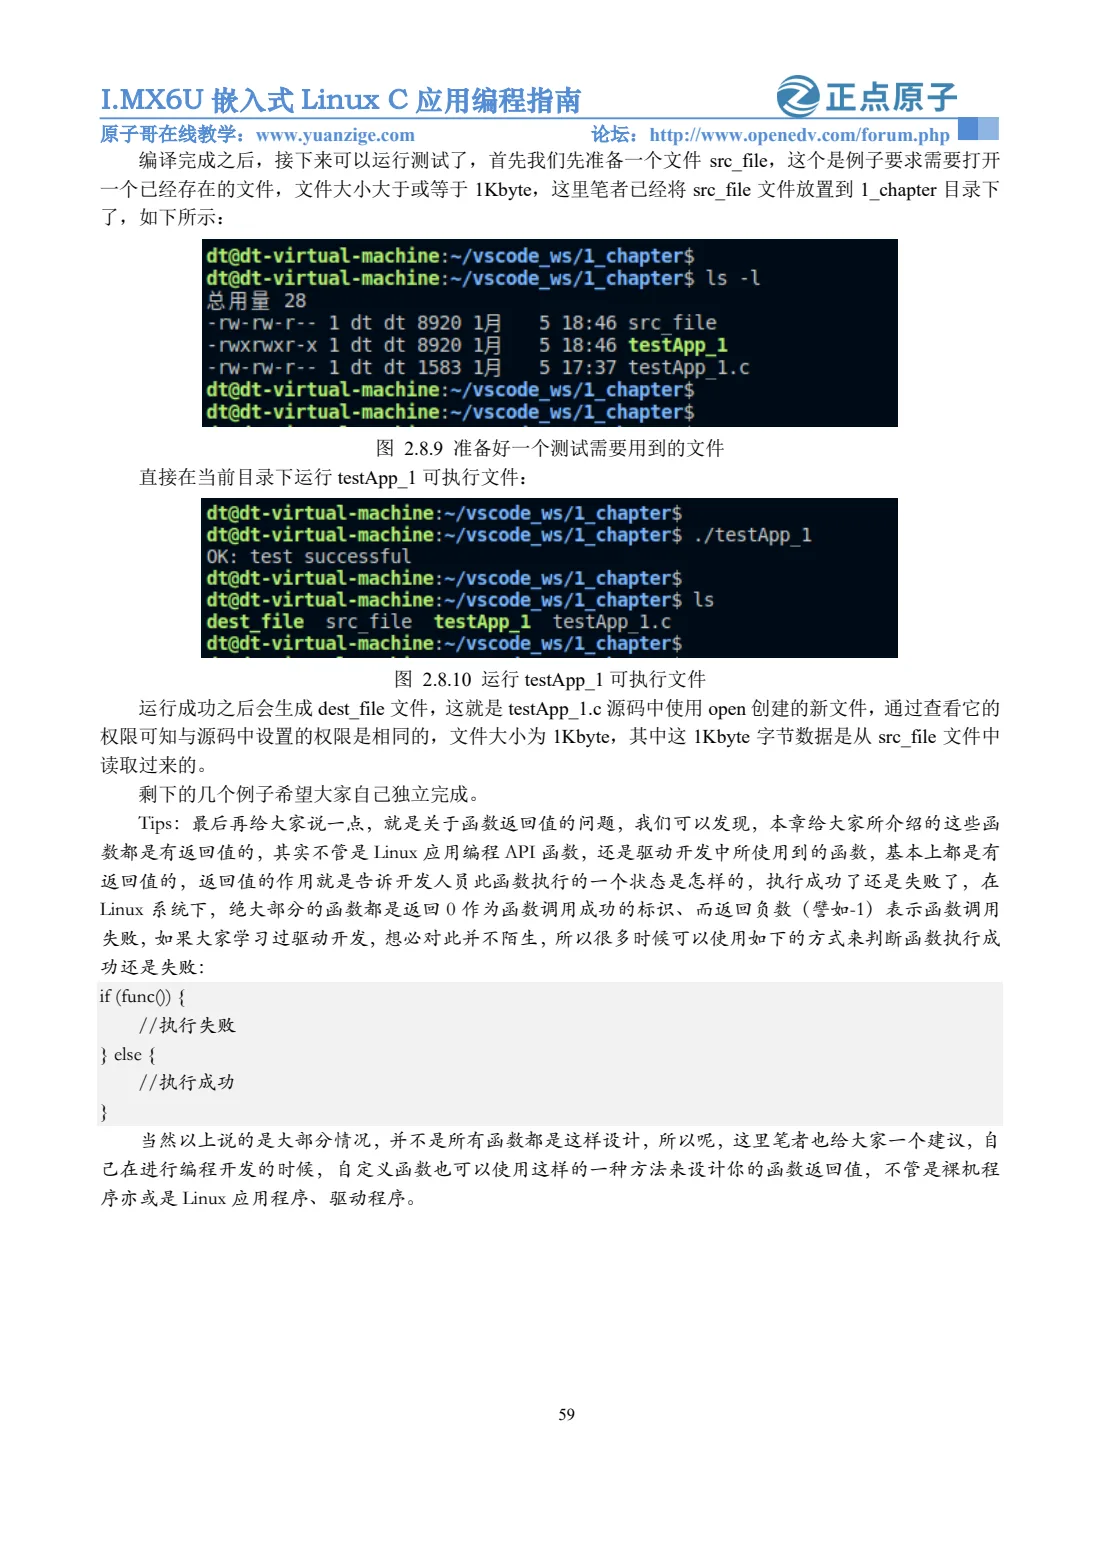 I.MX6U 嵌入式 Linux C 应用编程指南
正点原子
原子哥在线教学：www.yuanzige.com 论坛：http://www.openedv.com/forum.php
编译完成之后，接下来可以运行测试了，首先我们先准备一个文件 src_file，这个是例子要求需要打开
一个已经存在的文件，文件大小大于或等于 1Kbyte，这里笔者已经将 src_file 文件放置到 1_chapter 目录下
了，如下所示：
dt@dt-virtual-machine:~/vscode_ws/1_chapter$
dt@dt-virtual-machine:~/vscode_ws/1_chapter$ ls -l
总用量 28
-rw-rw-r-- 1 dt dt 8920 1月 5 18:46 src_file
-rwxrwxr-x 1 dt dt 8920 1月 5 18:46 testApp_1
-rw-rw-r-- 1 dt dt 1583 1月 5 17:37 testApp_1.c
dt@dt-virtual-machine:~/vscode_ws/1_chapter$
dt@dt-virtual-machine:~/vscode_ws/1_chapter$
图 2.8.9 准备好一个测试需要用到的文件
直接在当前目录下运行 testApp_1 可执行文件：
dt@dt-virtual-machine:~/vscode_ws/1_chapter$
dt@dt-virtual-machine:~/vscode_ws/1_chapter$ ./testApp_1
OK: test successful
dt@dt-virtual-machine:~/vscode_ws/1_chapter$
dt@dt-virtual-machine:~/vscode_ws/1_chapter$ ls
dest_file src_file testApp_1 testApp_1.c
dt@dt-virtual-machine:~/vscode_ws/1_chapter$
图 2.8.10 运行 testApp_1 可执行文件
运行成功之后会生成 dest_file 文件，这就是 testApp_1.c 源码中使用 open 创建的新文件，通过查看它的
权限可知与源码中设置的权限是相同的，文件大小为 1Kbyte，其中这 1Kbyte 字节数据是从 src_file 文件中
读取过来的。
剩下的几个例子希望大家自己独立完成。
Tips：最后再给大家说一点，就是关于函数返回值的问题，我们可以发现，本章给大家所介绍的这些函
数都是有返回值的，其实不管是 Linux 应用编程 API 函数，还是驱动开发中所使用到的函数，基本上都是有
返回值的，返回值的作用就是告诉开发人员此函数执行的一个状态是怎样的，执行成功了还是失败了，在
Linux 系统下，绝大部分的函数都是返回 0 作为函数调用成功的标识、而返回负数（譬如-1）表示函数调用
失败，如果大家学习过驱动开发，想必对此并不陌生，所以很多时候可以使用如下的方式来判断函数执行成
功还是失败：
if (func()) {
//执行失败
} else {
//执行成功
}
当然以上说的是大部分情况，并不是所有函数都是这样设计，所以呢，这里笔者也给大家一个建议，自
己在进行编程开发的时候，自定义函数也可以使用这样的一种方法来设计你的函数返回值，不管是裸机程
序亦或是 Linux 应用程序、驱动程序。
59